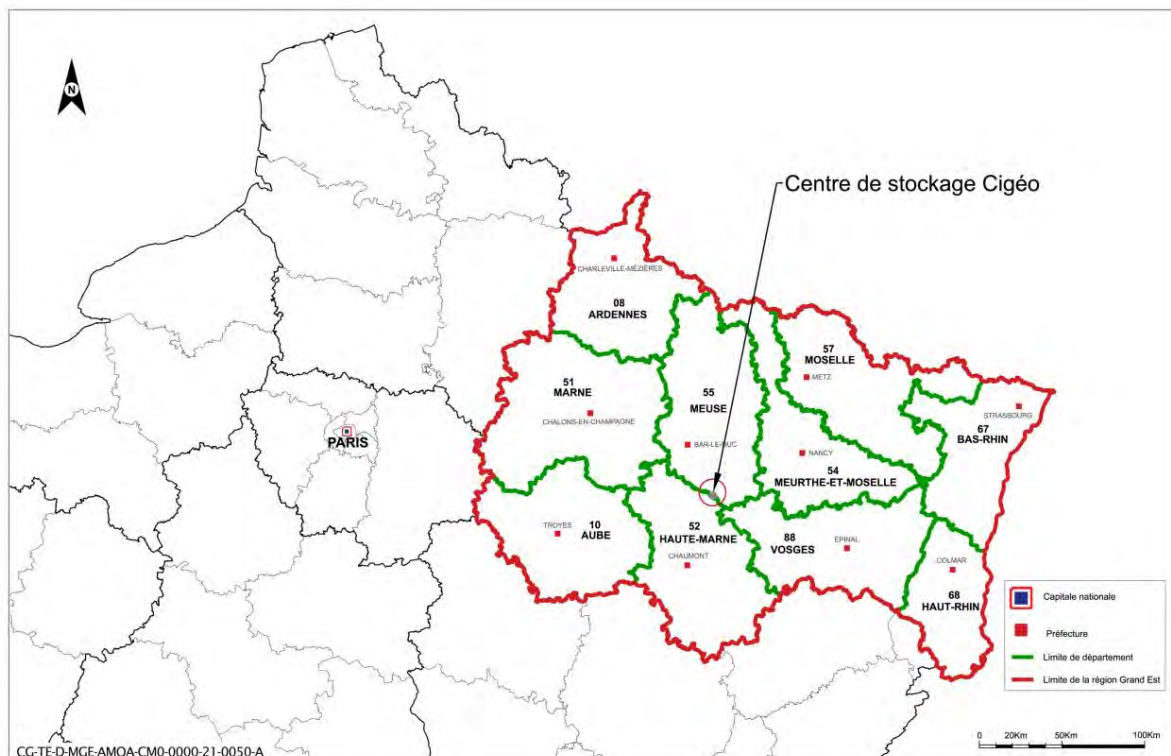 N
Centre de stockage Cigéo
CHARLEVILLE-MÉZIÈRES
08
ARDENNES
57
MOSELLE
METZ
51
MARNE
CHALONS-EN-CHAMPAGNE
55
MEUSE
BAR-LE-DUC
STRASBOURG
67
BAS-RHIN
PARIS
NANCY
54
MEURTHE-ET-MOSELLE
TROYES
10
AUBE
52
HAUTE-MARNE
CHAUMONT
88
VOSGES
EPINAL
COLMAR
68
HAUT-RHIN
Capitale nationale
Préfecture
Limite de département
Limite de la région Grand Est
0 20Km 50Km 100Km
CG-TE-D-MGE-AMOA-CM0-0000-21-0050-A